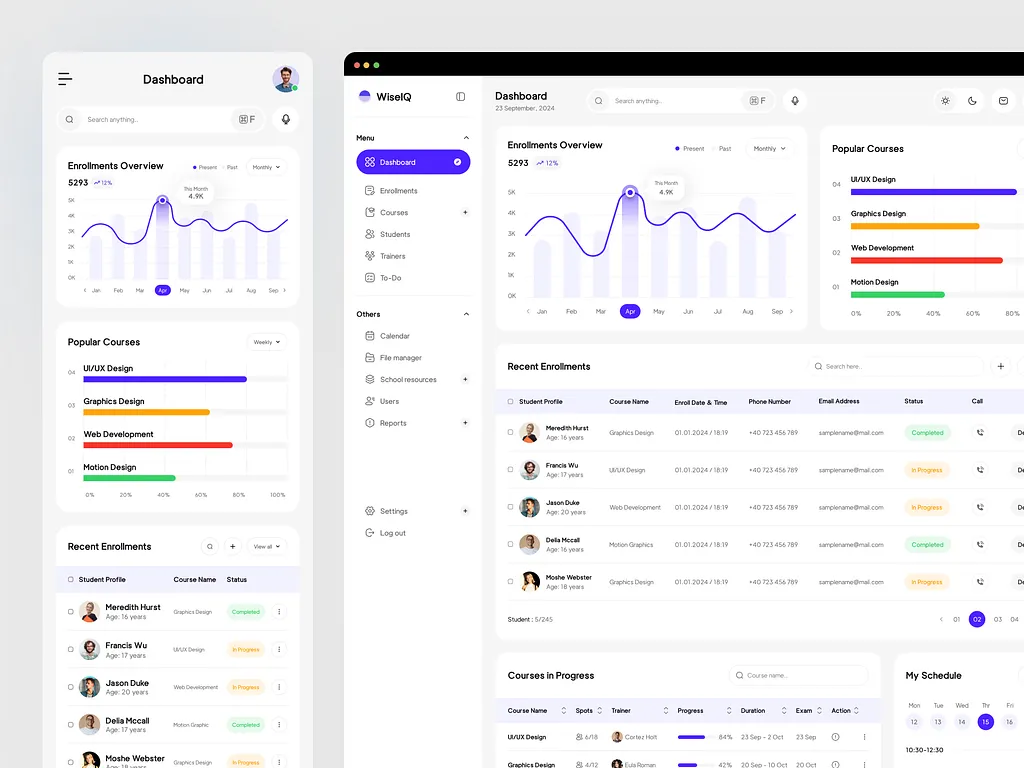 Dashboard
Search anything..
F
Enrollments Overview
Present
Past
Monthly
5293
12%
This Month
4.9K
5K
4K
3K
2K
1K
0K
Jan Feb Mar Apr May Jun Jul Aug Sep
Popular Courses
Weekly
04 UI/UX Design
03 Graphics Design
02 Web Development
01 Motion Design
0% 20% 40% 60% 80% 100%
Recent Enrollments
View all
Student Profile Course Name Status
Meredith Hurst
Age: 16 years
Graphics Design
Completed
Francis Wu
Age: 17 years
UI/UX Design
In Progress
Jason Duke
Age: 20 years
Web Development
In Progress
Delia Mccall
Age: 16 years
Motion Graphic
Completed
Moshe Webster
Age: 18 years
Graphics Design
In Progress
WiseIQ
Menu
Dashboard
Enrollments
Courses
Students
Trainers
To-Do
Others
Calendar
File manager
School resources
Users
Reports
Settings
Log out
Dashboard
23 September, 2024
Search anything..
F
Enrollments Overview
Present
Past
Monthly
5293
12%
This Month
4.9K
5K
4K
3K
2K
1K
0K
Jan Feb Mar Apr May Jun Jul Aug Sep
Popular Courses
04 UI/UX Design
03 Graphics Design
02 Web Development
01 Motion Design
0% 20% 40% 60% 80%
Recent Enrollments
Search here..
Student Profile Course Name Enroll Date & Time Phone Number Email Address Status Call
Meredith Hurst
Age: 16 years
Graphics Design 01.01.2024 / 18:19 +40 723 456 789 samplename@mail.com Completed De
Francis Wu
Age: 17 years
UI/UX Design 01.01.2024 / 18:19 +40 723 456 789 samplename@mail.com In Progress De
Jason Duke
Age: 20 years
Web Development 01.01.2024 / 18:19 +40 723 456 789 samplename@mail.com In Progress De
Delia Mccall
Age: 16 years
Motion Graphics 01.01.2024 / 18:19 +40 723 456 789 samplename@mail.com Completed De
Moshe Webster
Age: 18 years
Graphics Design 01.01.2024 / 18:19 +40 723 456 789 samplename@mail.com In Progress De
Student : 5/245
01 02 03 04
Courses in Progress
Course name..
Course Name Spots Trainer Progress Duration Exam Action
UI/UX Design 6/18 Cortez Holt 84% 23 Sep - 2 Oct 23 Sep
Graphics Design 4/12 Eula Roman 42% 20 Sep - 10 Oct 20 Oct
My Schedule
Mon Tue Wed Thr Fri
12 13 14 15 16
10:30-12:30